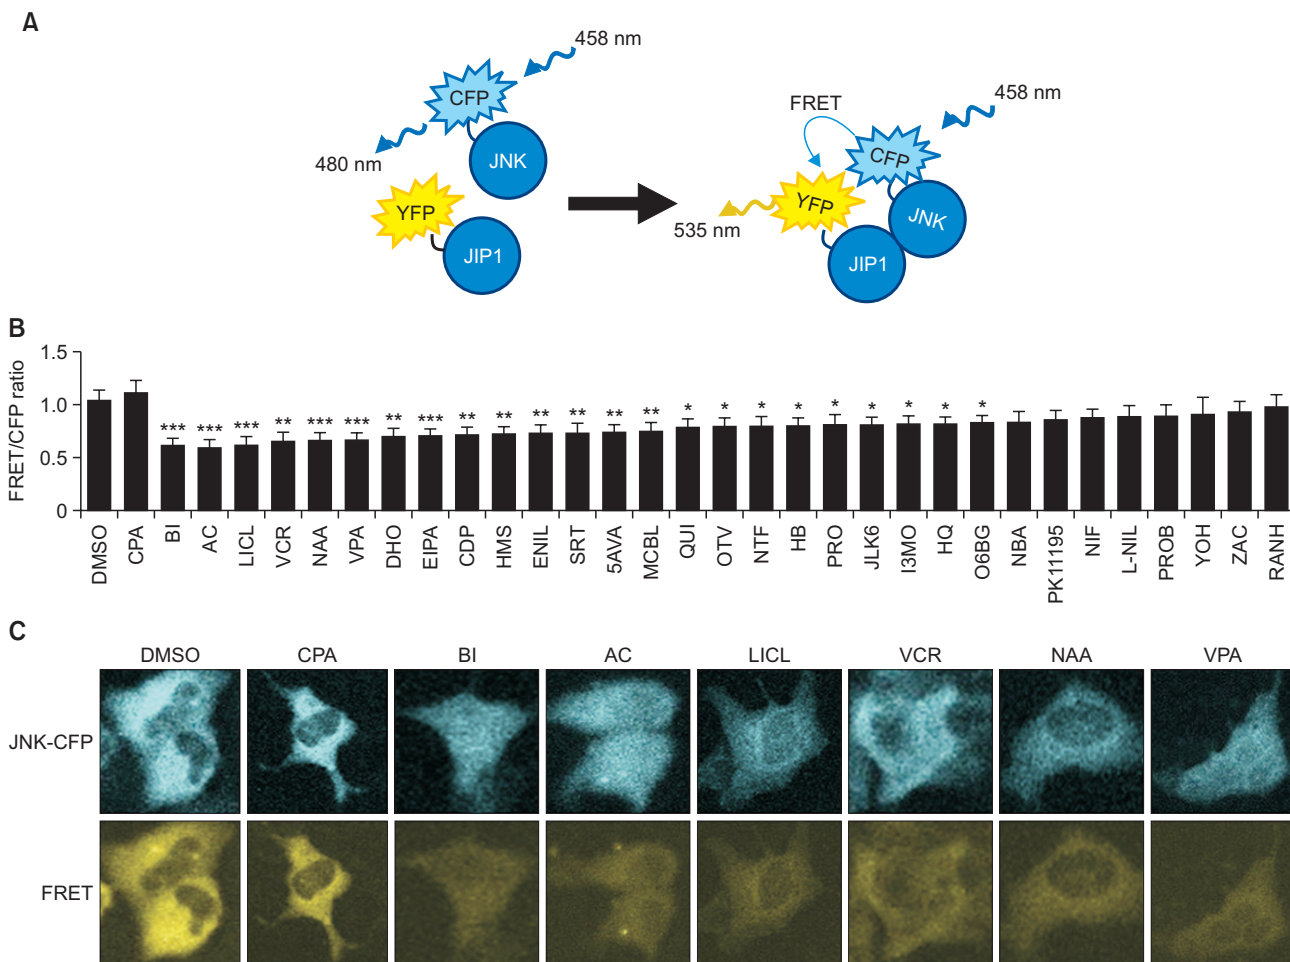 A
458 nm
CFP
480 nm
JNK
YFP
JIP1
FRET
458 nm
CFP
YFP
535 nm
JNK
JIP1
B
FRET/CFP ratio
1.5
1.0
0.5
0
*** *** *** ** *** *** ** *** ** ** ** ** ** ** * * * * * * * * *
DMSO CPA BI AC LICL VCR NAA VPA DHO EIPA CDP HMS ENIL SRT 5AVA MCBL QUI OTV NTF HB PRO JLK6 I3MO HQ O6BG NBA PK11195 NIF L-NIL PROB YOH ZAC RANH
C
DMSO CPA BI AC LICL VCR NAA VPA
JNK-CFP
FRET